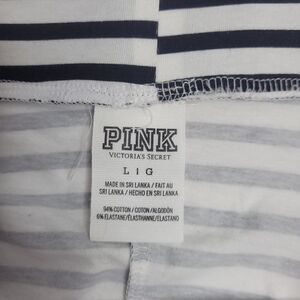 PINK
VICTORIA'S SECRET
L | G
MADE IN SRI LANKA / FAIT AU
SRI LANKA / HECHO EN SRI LANKA
94% COTTON / COTON / ALGODÓN
6% ELASTANE/ÉLASTHANNE/ELASTANO